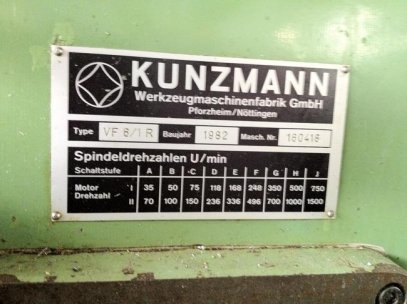 KUNZMANN
Werkzeugmaschinenfabrik GmbH
Pforzheim/Nöttingen
Type VF 6/1 R Baujahr 1982 Masch. Nr. 160416
Spindeldrehzahlen U/min
Schaltstufe A B C D E F G H J
Motor I 35 50 75 118 168 248 350 500 750
Drehzahl II 70 100 150 236 336 496 700 1000 1500